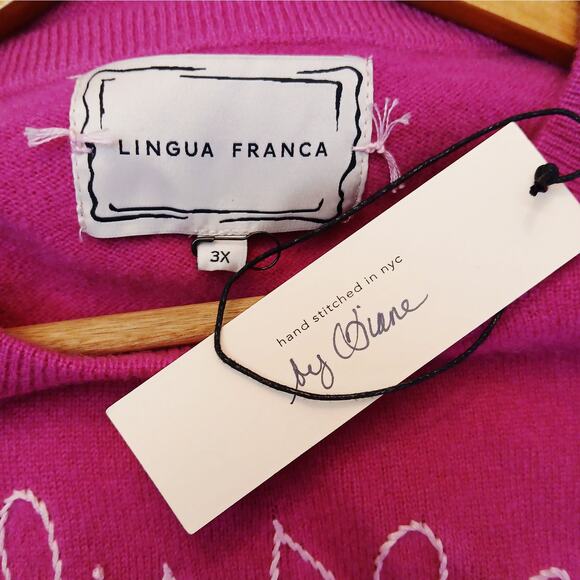 LINGUA FRANCA
3X
hand stitched in nyc
by Diane